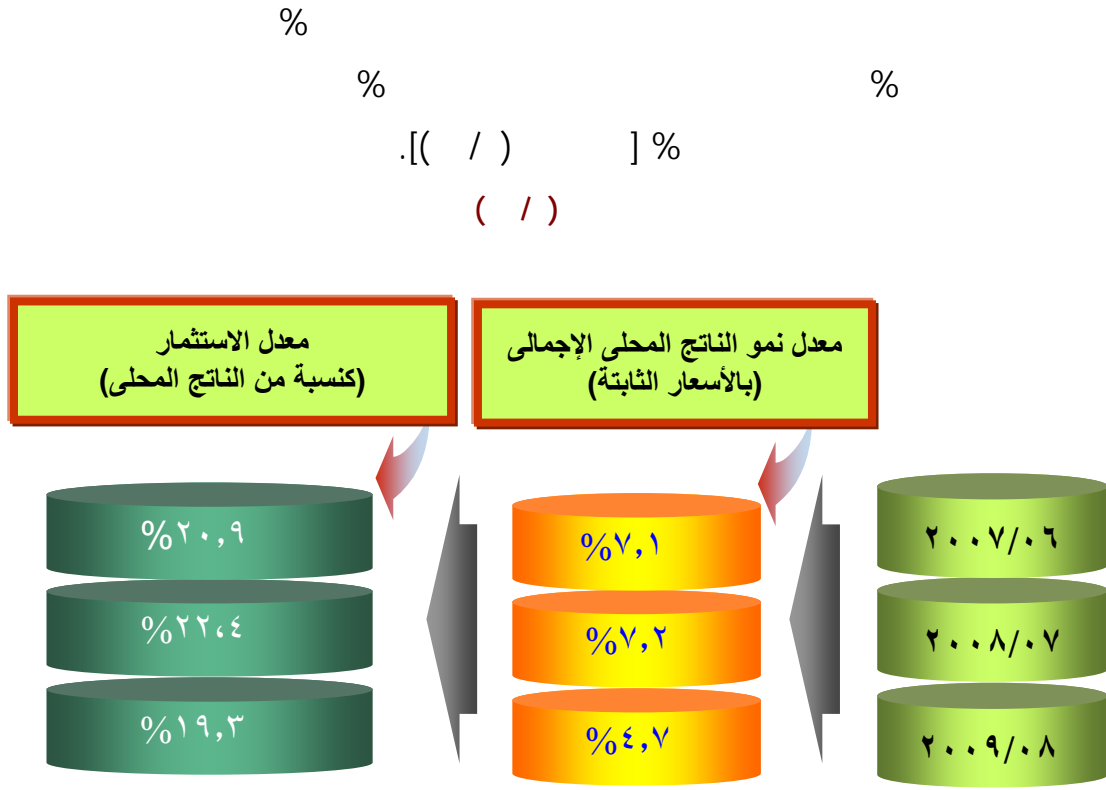 %
% %
% [ ( / )].
( / )
معدل نمو الناتج المحلى الإجمالى
(بالأسعار الثابتة)
معدل الاستثمار
(كنسبة من الناتج المحلى)
٢٠٠٧/٠٦
%٧,١
%٢٠,٩
٢٠٠٨/٠٧
%٧,٢
%٢٢,٤
٢٠٠٩/٠٨
%٤,٧
%١٩,٣